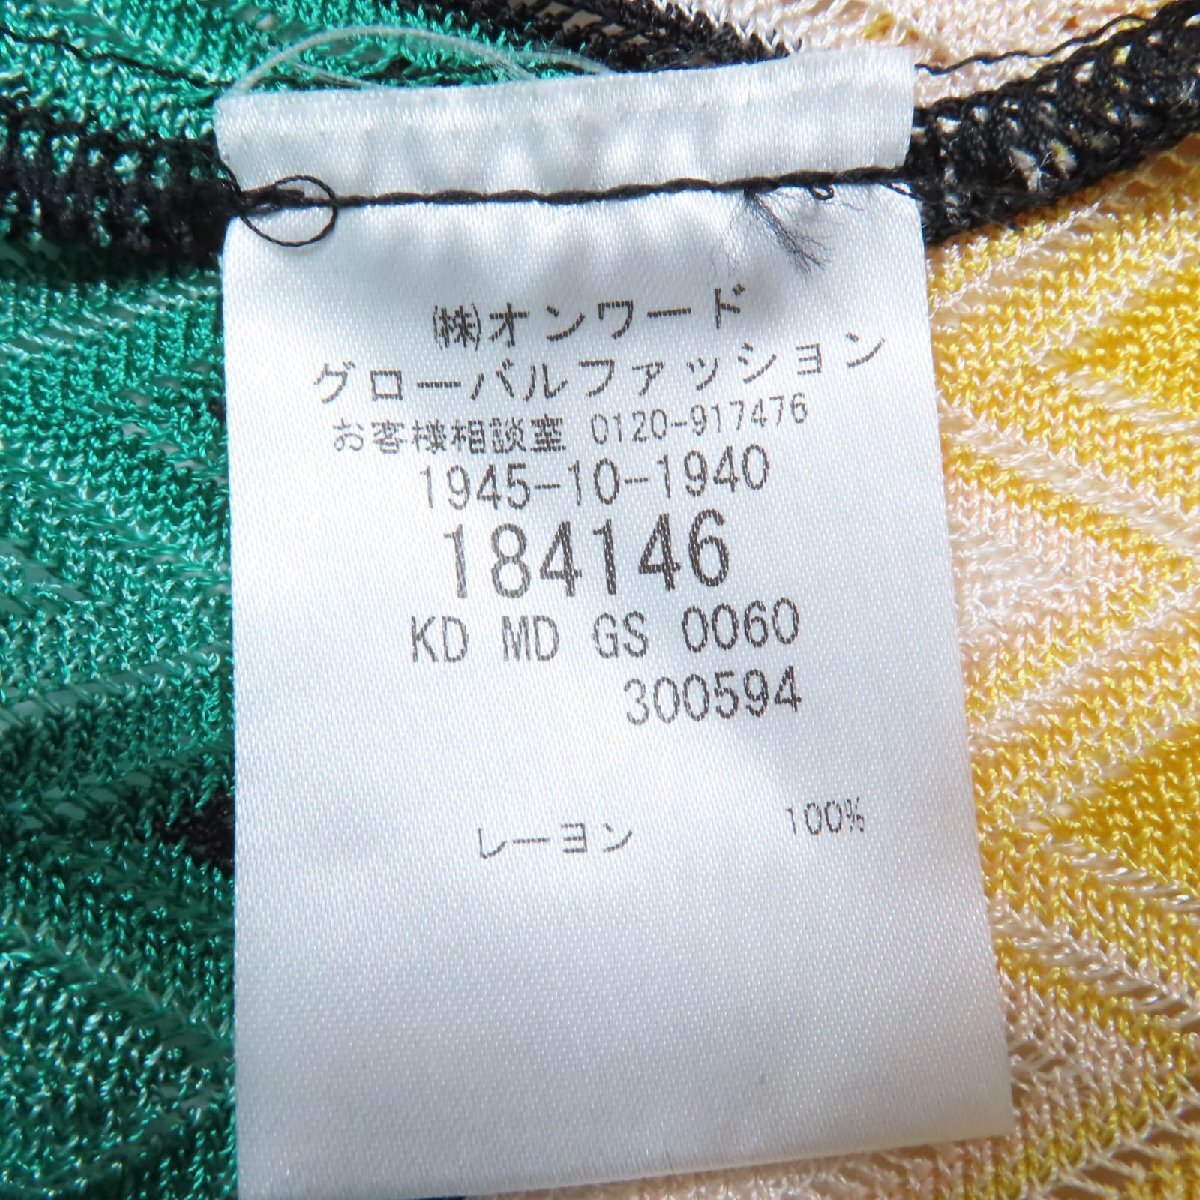 ㈱オンワード
グローバルファッション
お客様相談室 0120-917476
1945-10-1940
184146
KD MD GS 0060
300594
レーヨン 100%